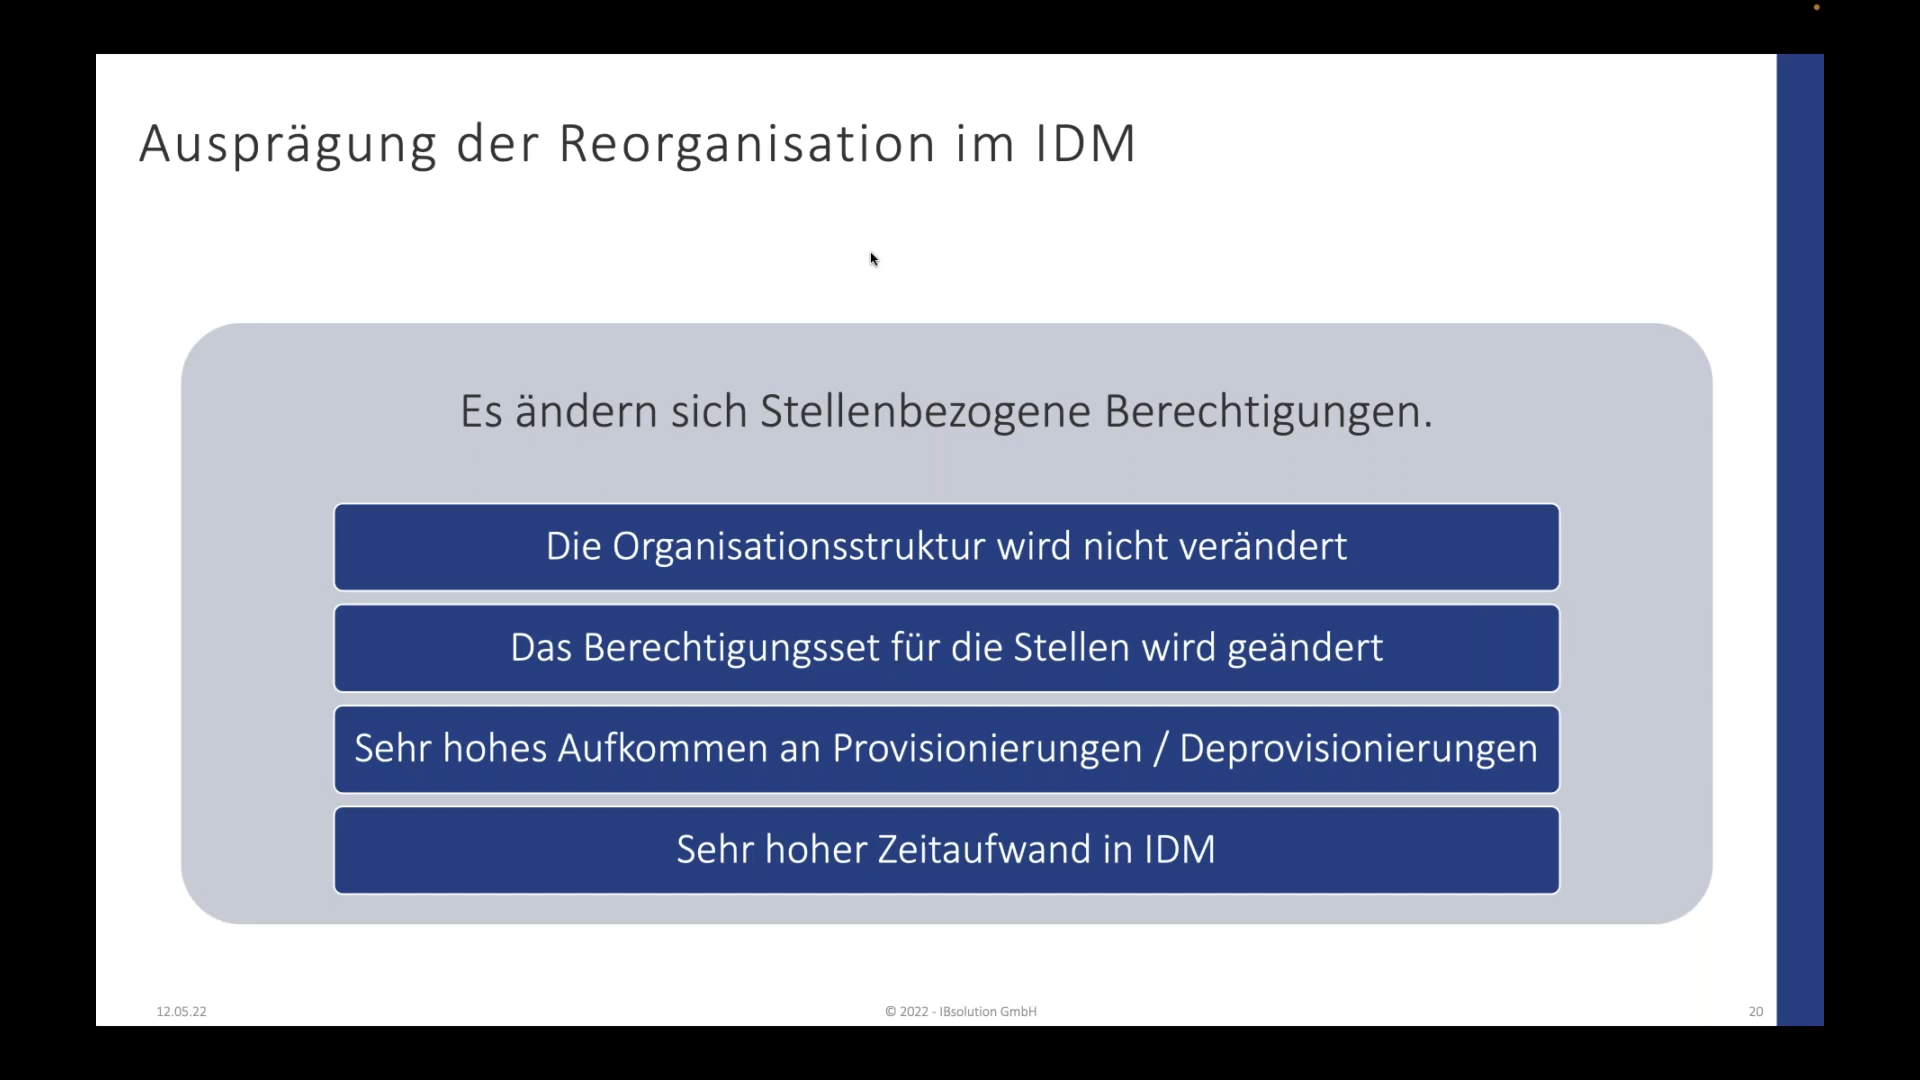 Ausprägung der Reorganisation im IDM
Es ändern sich Stellenbezogene Berechtigungen.
Die Organisationsstruktur wird nicht verändert
Das Berechtigungsset für die Stellen wird geändert
Sehr hohes Aufkommen an Provisionierungen / Deprovisionierungen
Sehr hoher Zeitaufwand in IDM
12.05.22
© 2022 - IBsolution GmbH
20